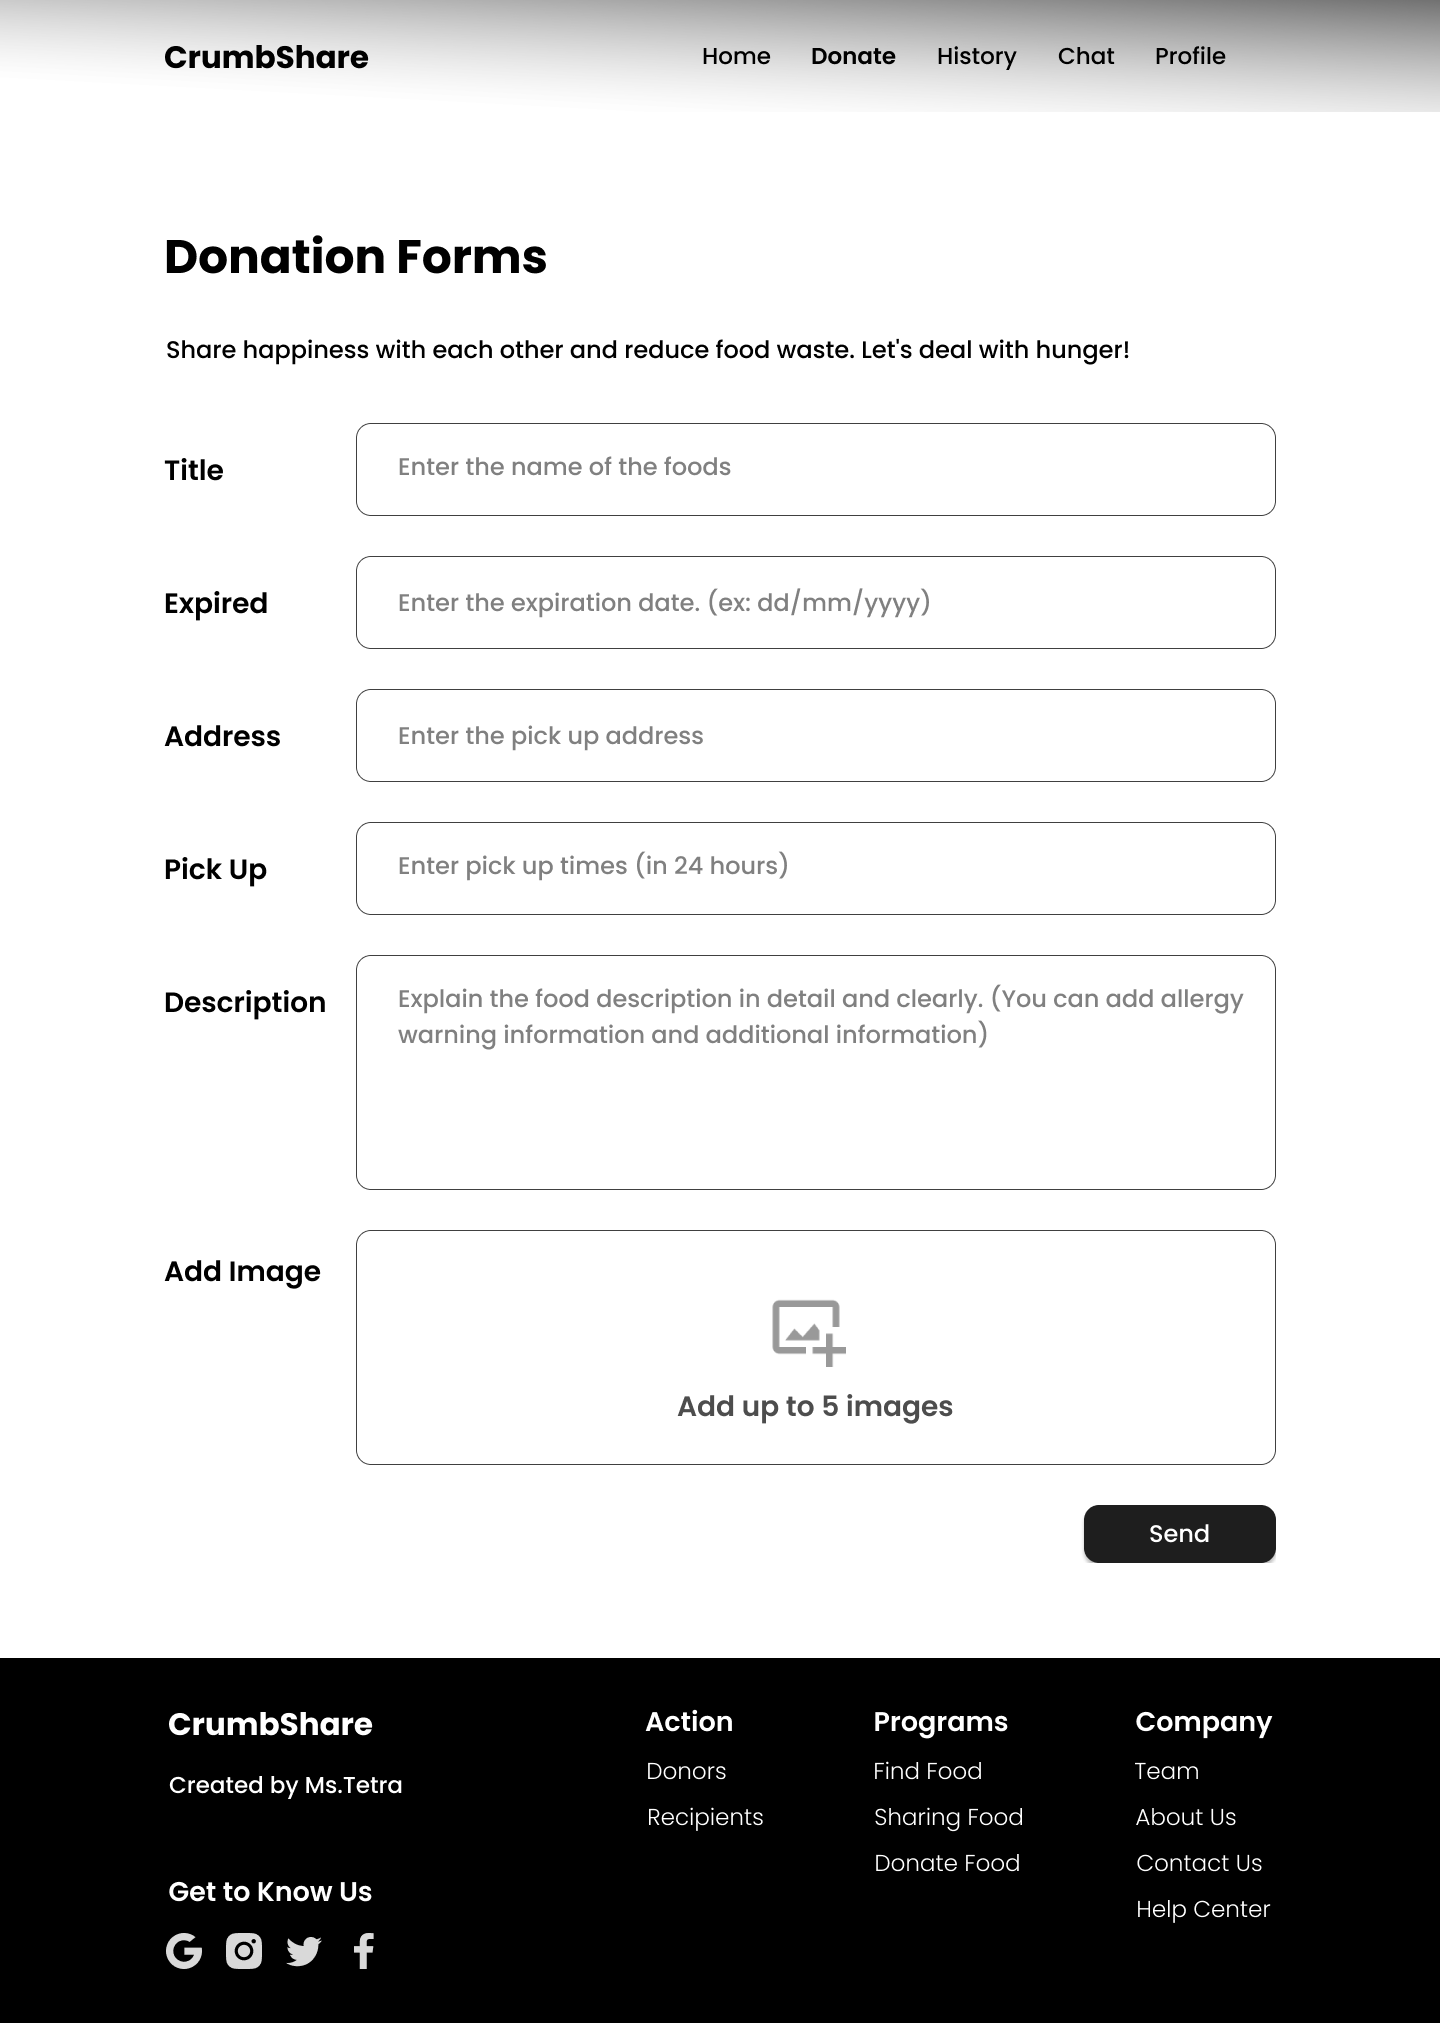 CrumbShare
Home Donate History Chat Profile
Donation Forms
Share happiness with each other and reduce food waste. Let's deal with hunger!
Title
Enter the name of the foods
Expired
Enter the expiration date. (ex: dd/mm/yyyy)
Address
Enter the pick up address
Pick Up
Enter pick up times (in 24 hours)
Description
Explain the food description in detail and clearly. (You can add allergy
warning information and additional information)
Add Image
Add up to 5 images
Send
CrumbShare
Created by Ms.Tetra
Get to Know Us
Action
Donors
Recipients
Programs
Find Food
Sharing Food
Donate Food
Company
Team
About Us
Contact Us
Help Center